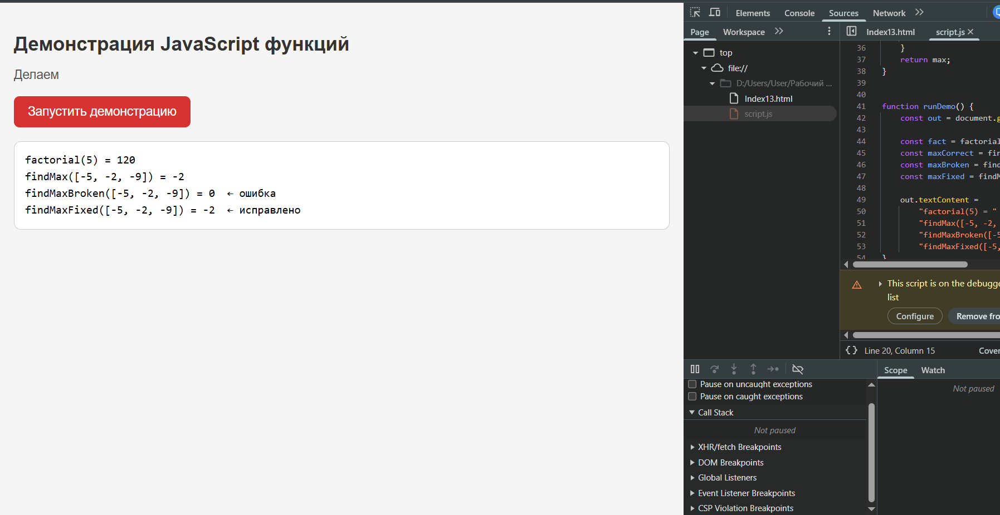 Демонстрация JavaScript функций
Делаем
Запустить демонстрацию
factorial(5) = 120
findMax([-5, -2, -9]) = -2
findMaxBroken([-5, -2, -9]) = 0  ← ошибка
findMaxFixed([-5, -2, -9]) = -2  ← исправлено
Elements Console Sources Network
Page Workspace
top
file://
D:/Users/User/Рабочий ...
Index13.html
script.js
Index13.html script.js
36 }
37 return max;
38 }
39
40
41 function runDemo() {
42 const out = document.g
43
44 const fact = factorial
45 const maxCorrect = fin
46 const maxBroken = find
47 const maxFixed = findM
48
49 out.textContent =
50 "factorial(5) = "
51 "findMax([-5, -2,
52 "findMaxBroken([-5
53 "findMaxFixed([-5,
54 }
This script is on the debugge
list
Configure Remove fro
{} Line 20, Column 15 Cover
Pause on uncaught exceptions
Pause on caught exceptions
Call Stack
Not paused
XHR/fetch Breakpoints
DOM Breakpoints
Global Listeners
Event Listener Breakpoints
CSP Violation Breakpoints
Scope Watch
Not paused